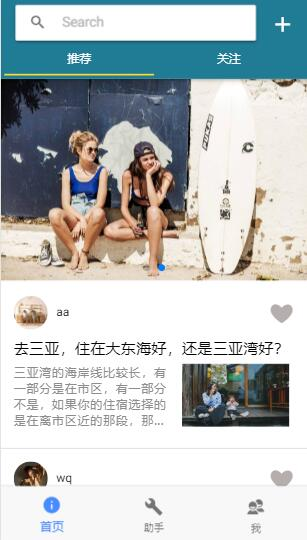 Search
推荐
关注
PUKAS
aa
去三亚，住在大东海好，还是三亚湾好？
三亚湾的海岸线比较长，有
一部分是在市区，有一部分
不是，如果你的住宿选择的
是在离市区近的那段，那...
wq
首页
助手
我